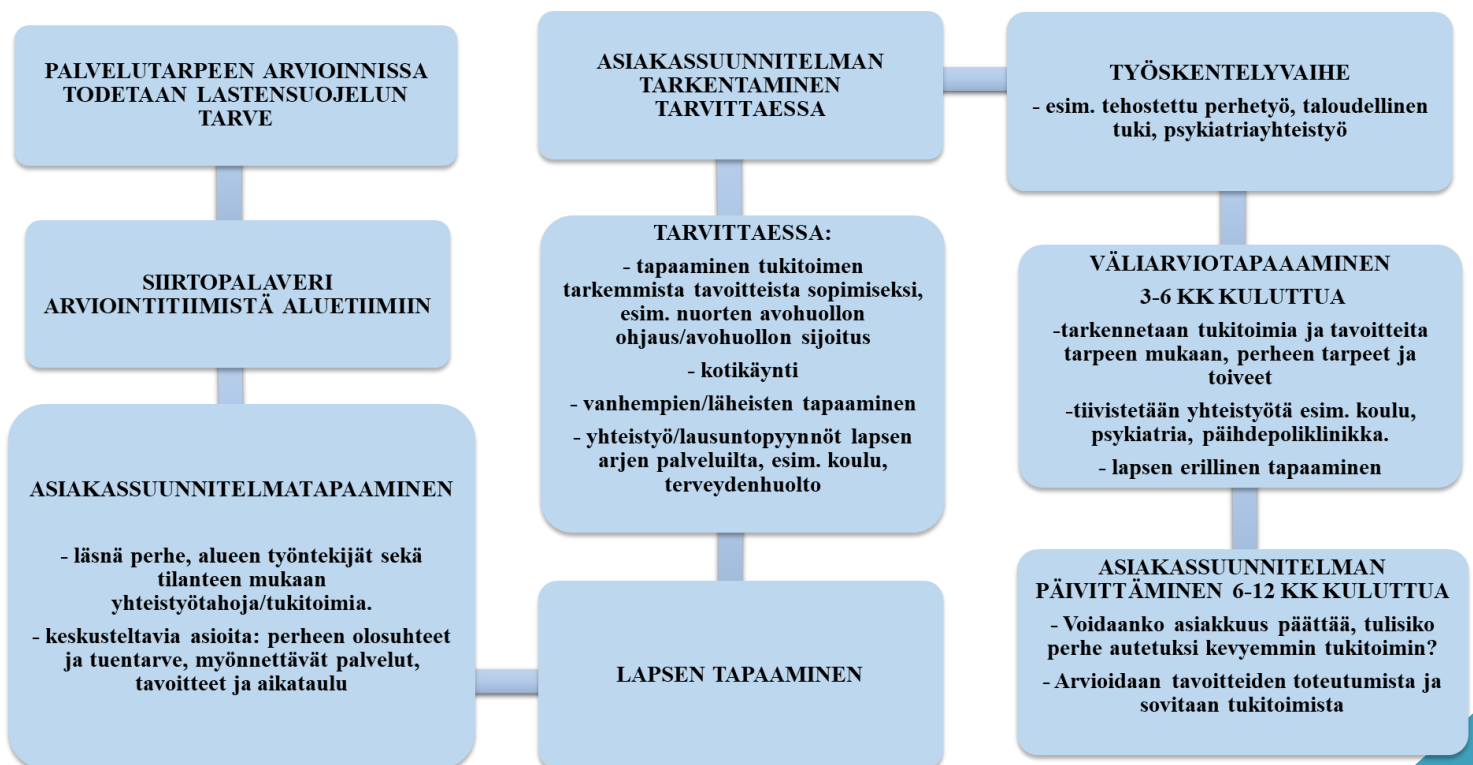 PALVELUTARPEEN ARVIOINNISSA
TODETAAN LASTENSUOJELUN
TARVE
SIIRTOPALAVERI
ARVIOINTITIIMISTÄ ALUETIIMIIN
ASIAKASSUUNNITELMATAPAAMINEN
- läsnä perhe, alueen työntekijät sekä
tilanteen mukaan
yhteistyötahoja/tukitoimia.
- keskusteltavia asioita: perheen olosuhteet
ja tuentarve, myönnettävät palvelut,
tavoitteet ja aikataulu
LAPSEN TAPAAMINEN
TARVITTAESSA:
- tapaaminen tukitoimen
tarkemmista tavoitteista sopimiseksi,
esim. nuorten avohuollon
ohjaus/avohuollon sijoitus
- kotikäynti
- vanhempien/läheisten tapaaminen
- yhteistyö/lausuntopyynnöt lapsen
arjen palveluilta, esim. koulu,
terveydenhuolto
ASIAKASSUUNNITELMAN
TARKENTAMINEN
TARVITTAESSA
TYÖSKENTELYVAIHE
- esim. tehostettu perhetyö, taloudellinen
tuki, psykiatriayhteistyö
VÄLIARVIOTAPAAAMINEN
3-6 KK KULUTTUA
-tarkennetaan tukitoimia ja tavoitteita
tarpeen mukaan, perheen tarpeet ja
toiveet
-tiivistetään yhteistyötä esim. koulu,
psykiatria, päihdepoliklinikka.
- lapsen erillinen tapaaminen
ASIAKASSUUNNITELMAN
PÄIVITTÄMINEN 6-12 KK KULUTTUA
- Voidaanko asiakkuus päättää, tulisiko
perhe autetuksi kevyemmin tukitoimin?
- Arvioidaan tavoitteiden toteutumista ja
sovitaan tukitoimista